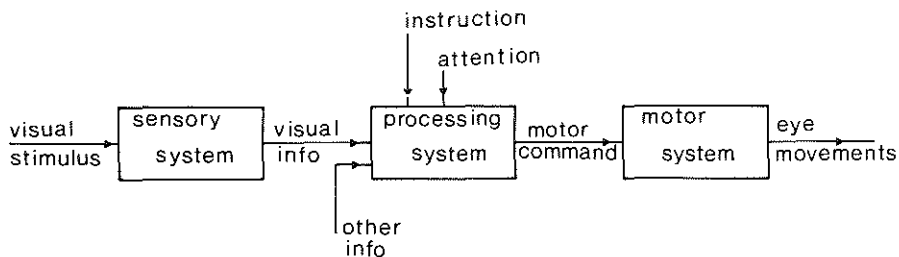 instruction
attention
visual
stimulus
sensory
system
visual
info
processing
system
motor
command
motor
system
eye
movements
other
info